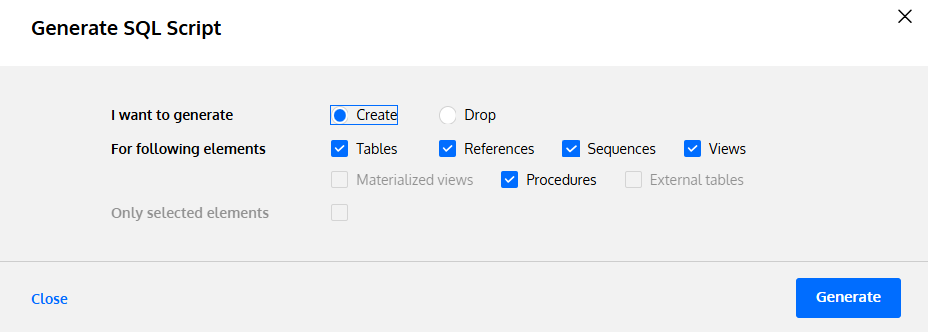 Generate SQL Script
I want to generate Create Drop
For following elements Tables References Sequences Views
Materialized views Procedures External tables
Only selected elements
Close Generate